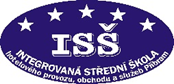 ISŠ
INTEGROVANÁ STŘEDNÍ ŠKOLA
hotelového provozu, obchodu a služeb Příbram